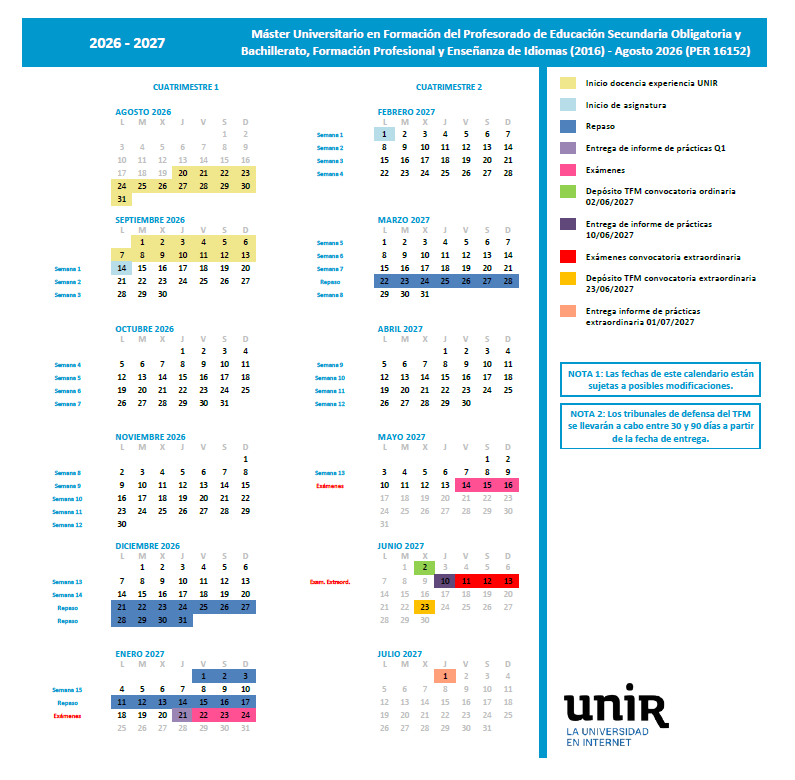 2026 - 2027
Máster Universitario en Formación del Profesorado de Educación Secundaria Obligatoria y
Bachillerato, Formación Profesional y Enseñanza de Idiomas (2016) - Agosto 2026 (PER 16152)
CUATRIMESTRE 1
AGOSTO 2026
L M X J V S D
1 2
3 4 5 6 7 8 9
10 11 12 13 14 15 16
17 18 19 20 21 22 23
24 25 26 27 28 29 30
31
SEPTIEMBRE 2026
L M X J V S D
1 2 3 4 5 6
7 8 9 10 11 12 13
Semana 1 14 15 16 17 18 19 20
Semana 2 21 22 23 24 25 26 27
Semana 3 28 29 30
OCTUBRE 2026
L M X J V S D
1 2 3 4
Semana 4 5 6 7 8 9 10 11
Semana 5 12 13 14 15 16 17 18
Semana 6 19 20 21 22 23 24 25
Semana 7 26 27 28 29 30 31
NOVIEMBRE 2026
L M X J V S D
1
Semana 8 2 3 4 5 6 7 8
Semana 9 9 10 11 12 13 14 15
Semana 10 16 17 18 19 20 21 22
Semana 11 23 24 25 26 27 28 29
Semana 12 30
DICIEMBRE 2026
L M X J V S D
1 2 3 4 5 6
Semana 13 7 8 9 10 11 12 13
Semana 14 14 15 16 17 18 19 20
Repaso 21 22 23 24 25 26 27
Repaso 28 29 30 31
ENERO 2027
L M X J V S D
1 2 3
Semana 15 4 5 6 7 8 9 10
Repaso 11 12 13 14 15 16 17
Exámenes 18 19 20 21 22 23 24
25 26 27 28 29 30 31
CUATRIMESTRE 2
FEBRERO 2027
L M X J V S D
Semana 1 1 2 3 4 5 6 7
Semana 2 8 9 10 11 12 13 14
Semana 3 15 16 17 18 19 20 21
Semana 4 22 23 24 25 26 27 28
MARZO 2027
L M X J V S D
Semana 5 1 2 3 4 5 6 7
Semana 6 8 9 10 11 12 13 14
Semana 7 15 16 17 18 19 20 21
Repaso 22 23 24 25 26 27 28
Semana 8 29 30 31
ABRIL 2027
L M X J V S D
1 2 3 4
Semana 9 5 6 7 8 9 10 11
Semana 10 12 13 14 15 16 17 18
Semana 11 19 20 21 22 23 24 25
Semana 12 26 27 28 29 30
MAYO 2027
L M X J V S D
1 2
Semana 13 3 4 5 6 7 8 9
Exámenes 10 11 12 13 14 15 16
17 18 19 20 21 22 23
24 25 26 27 28 29 30
31
JUNIO 2027
L M X J V S D
1 2 3 4 5 6
Exam. Extraord. 7 8 9 10 11 12 13
14 15 16 17 18 19 20
21 22 23 24 25 26 27
28 29 30
JULIO 2027
L M X J V S D
1 2 3 4
5 6 7 8 9 10 11
12 13 14 15 16 17 18
19 20 21 22 23 24 25
26 27 28 29 30 31
Inicio docencia experiencia UNIR
Inicio de asignatura
Repaso
Entrega de informe de prácticas Q1
Exámenes
Depósito TFM convocatoria ordinaria
02/06/2027
Entrega de informe de prácticas
10/06/2027
Exámenes convocatoria extraordinaria
Depósito TFM convocatoria extraordinaria
23/06/2027
Entrega informe de prácticas
extraordinaria 01/07/2027
NOTA 1: Las fechas de este calendario están
sujetas a posibles modificaciones.
NOTA 2: Los tribunales de defensa del TFM
se llevarán a cabo entre 30 y 90 días a partir
de la fecha de entrega.
unir
LA UNIVERSIDAD
EN INTERNET